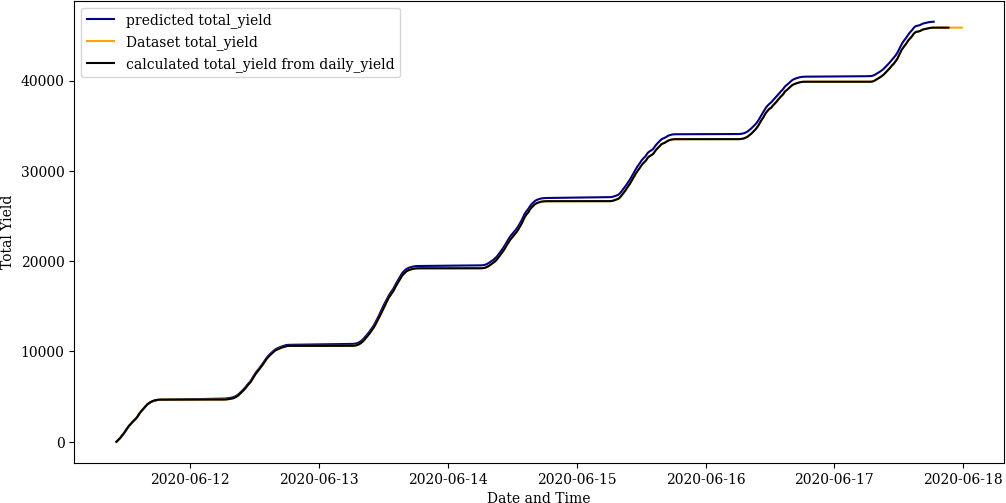 predicted total_yield
Dataset total_yield
calculated total_yield from daily_yield
40000
30000
20000
10000
0
Total Yield
2020-06-12 2020-06-13 2020-06-14 2020-06-15 2020-06-16 2020-06-17 2020-06-18
Date and Time